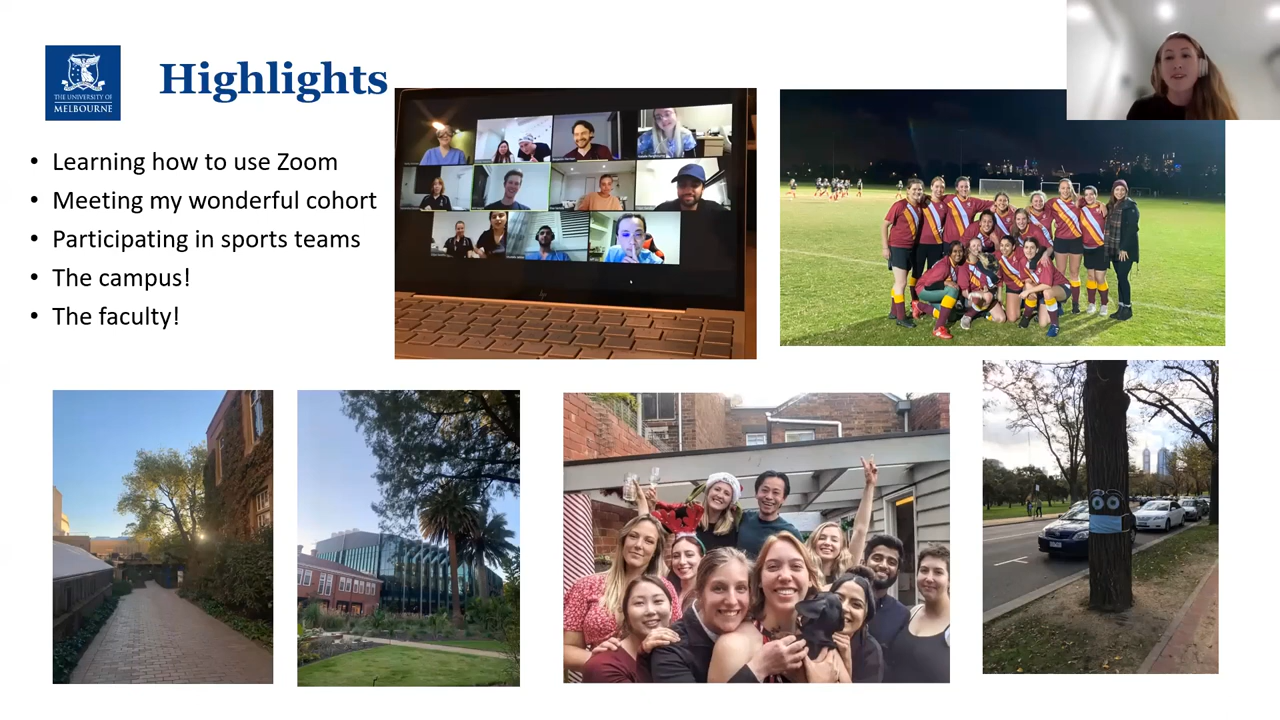 THE UNIVERSITY OF
MELBOURNE
Highlights
• Learning how to use Zoom
• Meeting my wonderful cohort
• Participating in sports teams
• The campus!
• The faculty!